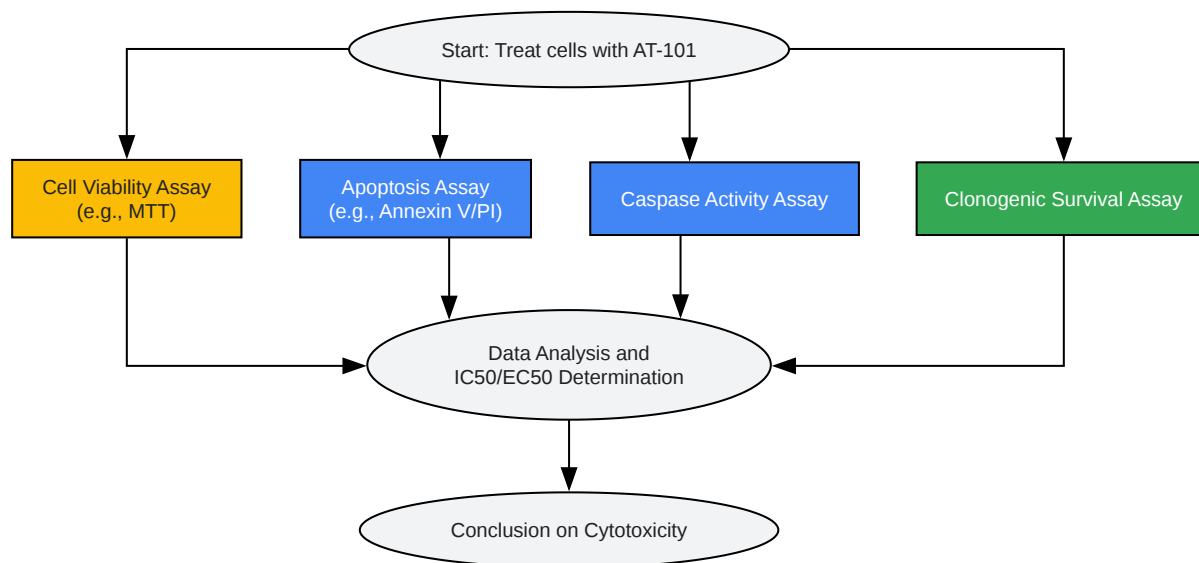 Start: Treat cells with AT-101
Cell Viability Assay
(e.g., MTT)
Apoptosis Assay
(e.g., Annexin V/PI)
Caspase Activity Assay
Clonogenic Survival Assay
Data Analysis and
IC50/EC50 Determination
Conclusion on Cytotoxicity